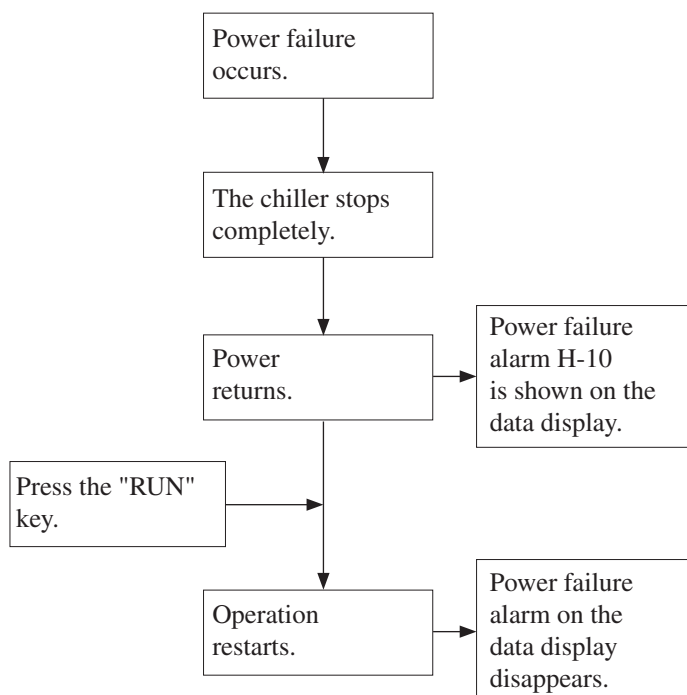 Power failure
occurs.
The chiller stops
completely.
Power
returns.
Power failure
alarm H-10
is shown on the
data display.
Press the "RUN"
key.
Operation
restarts.
Power failure
alarm on the
data display
disappears.